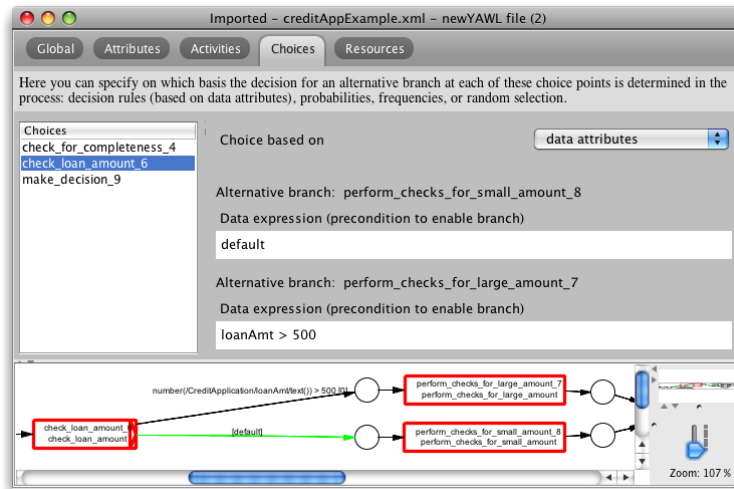 Imported – creditAppExample.xml – newYAWL file (2)
Global Attributes Activities Choices Resources
Here you can specify on which basis the decision for an alternative branch at each of these choice points is determined in the
process: decision rules (based on data attributes), probabilities, frequencies, or random selection.
Choices
check_for_completeness_4
check_loan_amount_6
make_decision_9
Choice based on data attributes
Alternative branch: perform_checks_for_small_amount_8
Data expression (precondition to enable branch)
default
Alternative branch: perform_checks_for_large_amount_7
Data expression (precondition to enable branch)
loanAmt > 500
number(/CreditApplication/loanAmt/text()) > 500 [0]
perform_checks_for_large_amount_7
perform_checks_for_large_amount
check_loan_amount_
check_loan_amount
[default]
perform_checks_for_small_amount_8
perform_checks_for_small_amount
Zoom: 107 %